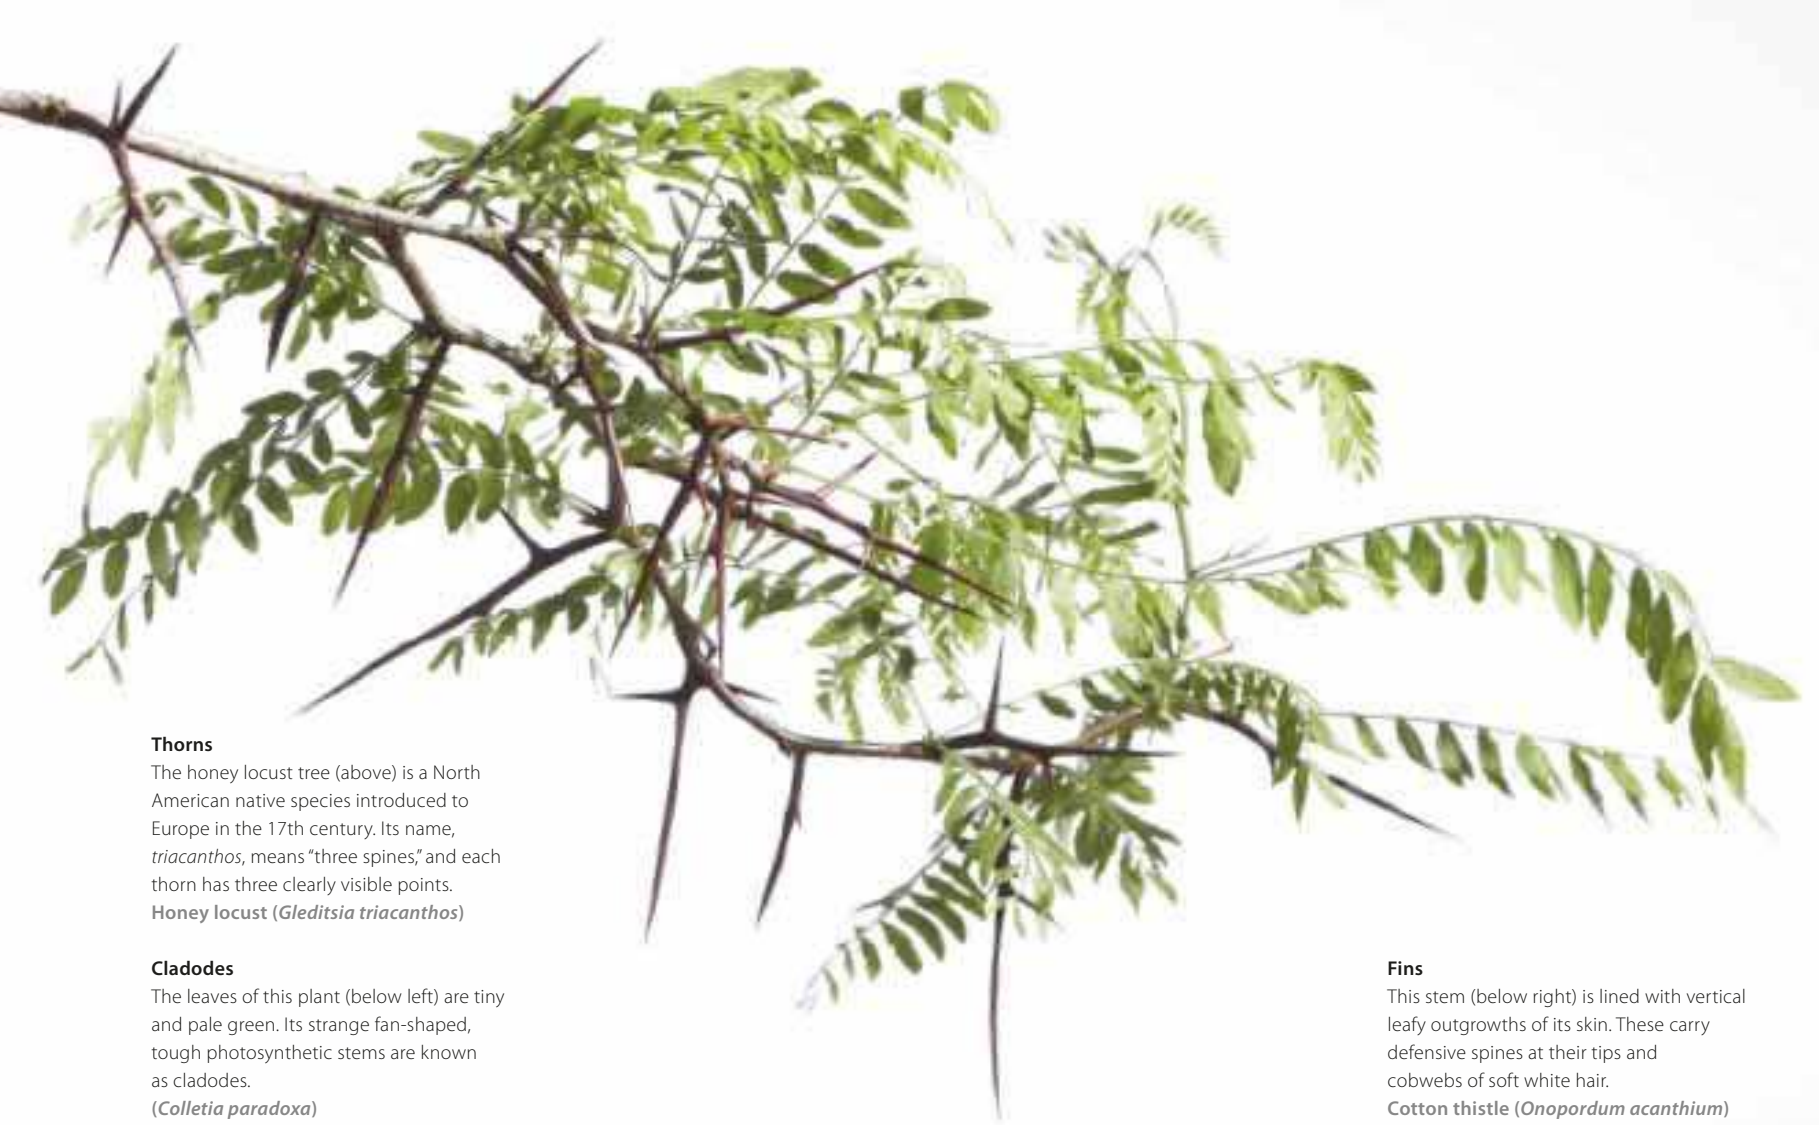 Thorns
The honey locust tree (above) is a North
American native species introduced to
Europe in the 17th century. Its name,
triacanthos, means “three spines,” and each
thorn has three clearly visible points.
Honey locust (Gleditsia triacanthos)
Cladodes
The leaves of this plant (below left) are tiny
and pale green. Its strange fan-shaped,
tough photosynthetic stems are known
as cladodes.
(Colletia paradoxa)
Fins
This stem (below right) is lined with vertical
leafy outgrowths of its skin. These carry
defensive spines at their tips and
cobwebs of soft white hair.
Cotton thistle (Onopordum acanthium)